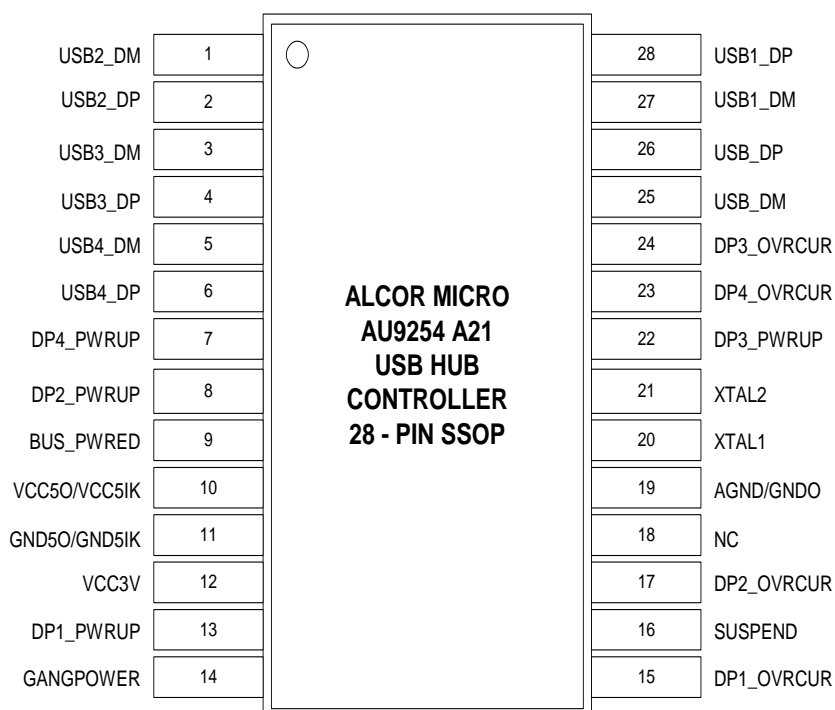 USB2_DM 1 28 USB1_DP
USB2_DP 2 27 USB1_DM
USB3_DM 3 26 USB_DP
USB3_DP 4 25 USB_DM
USB4_DM 5 24 DP3_OVRCUR
USB4_DP 6 23 DP4_OVRCUR
DP4_PWRUP 7 22 DP3_PWRUP
DP2_PWRUP 8 21 XTAL2
BUS_PWRED 9 20 XTAL1
VCC5O/VCC5IK 10 19 AGND/GNDO
GND5O/GND5IK 11 18 NC
VCC3V 12 17 DP2_OVRCUR
DP1_PWRUP 13 16 SUSPEND
GANGPOWER 14 15 DP1_OVRCUR
ALCOR MICRO
AU9254 A21
USB HUB
CONTROLLER
28 - PIN SSOP